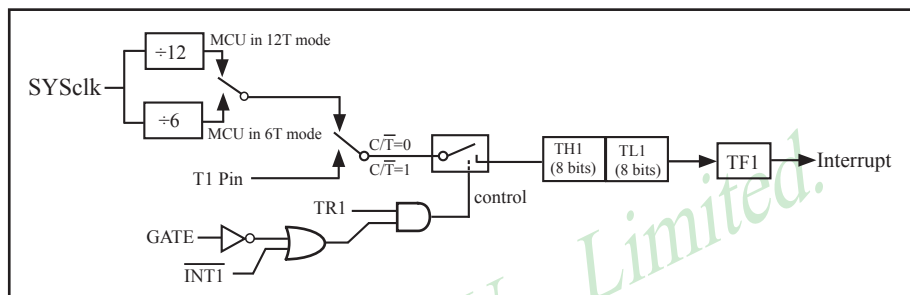 ÷12
MCU in 12T mode
SYSclk
÷6
MCU in 6T mode
T1 Pin
C/T̅=0
C/T̅=1
control
TH1
(8 bits)
TL1
(8 bits)
TF1
Interrupt
TR1
GATE
I̅N̅T̅1̅
Limited.